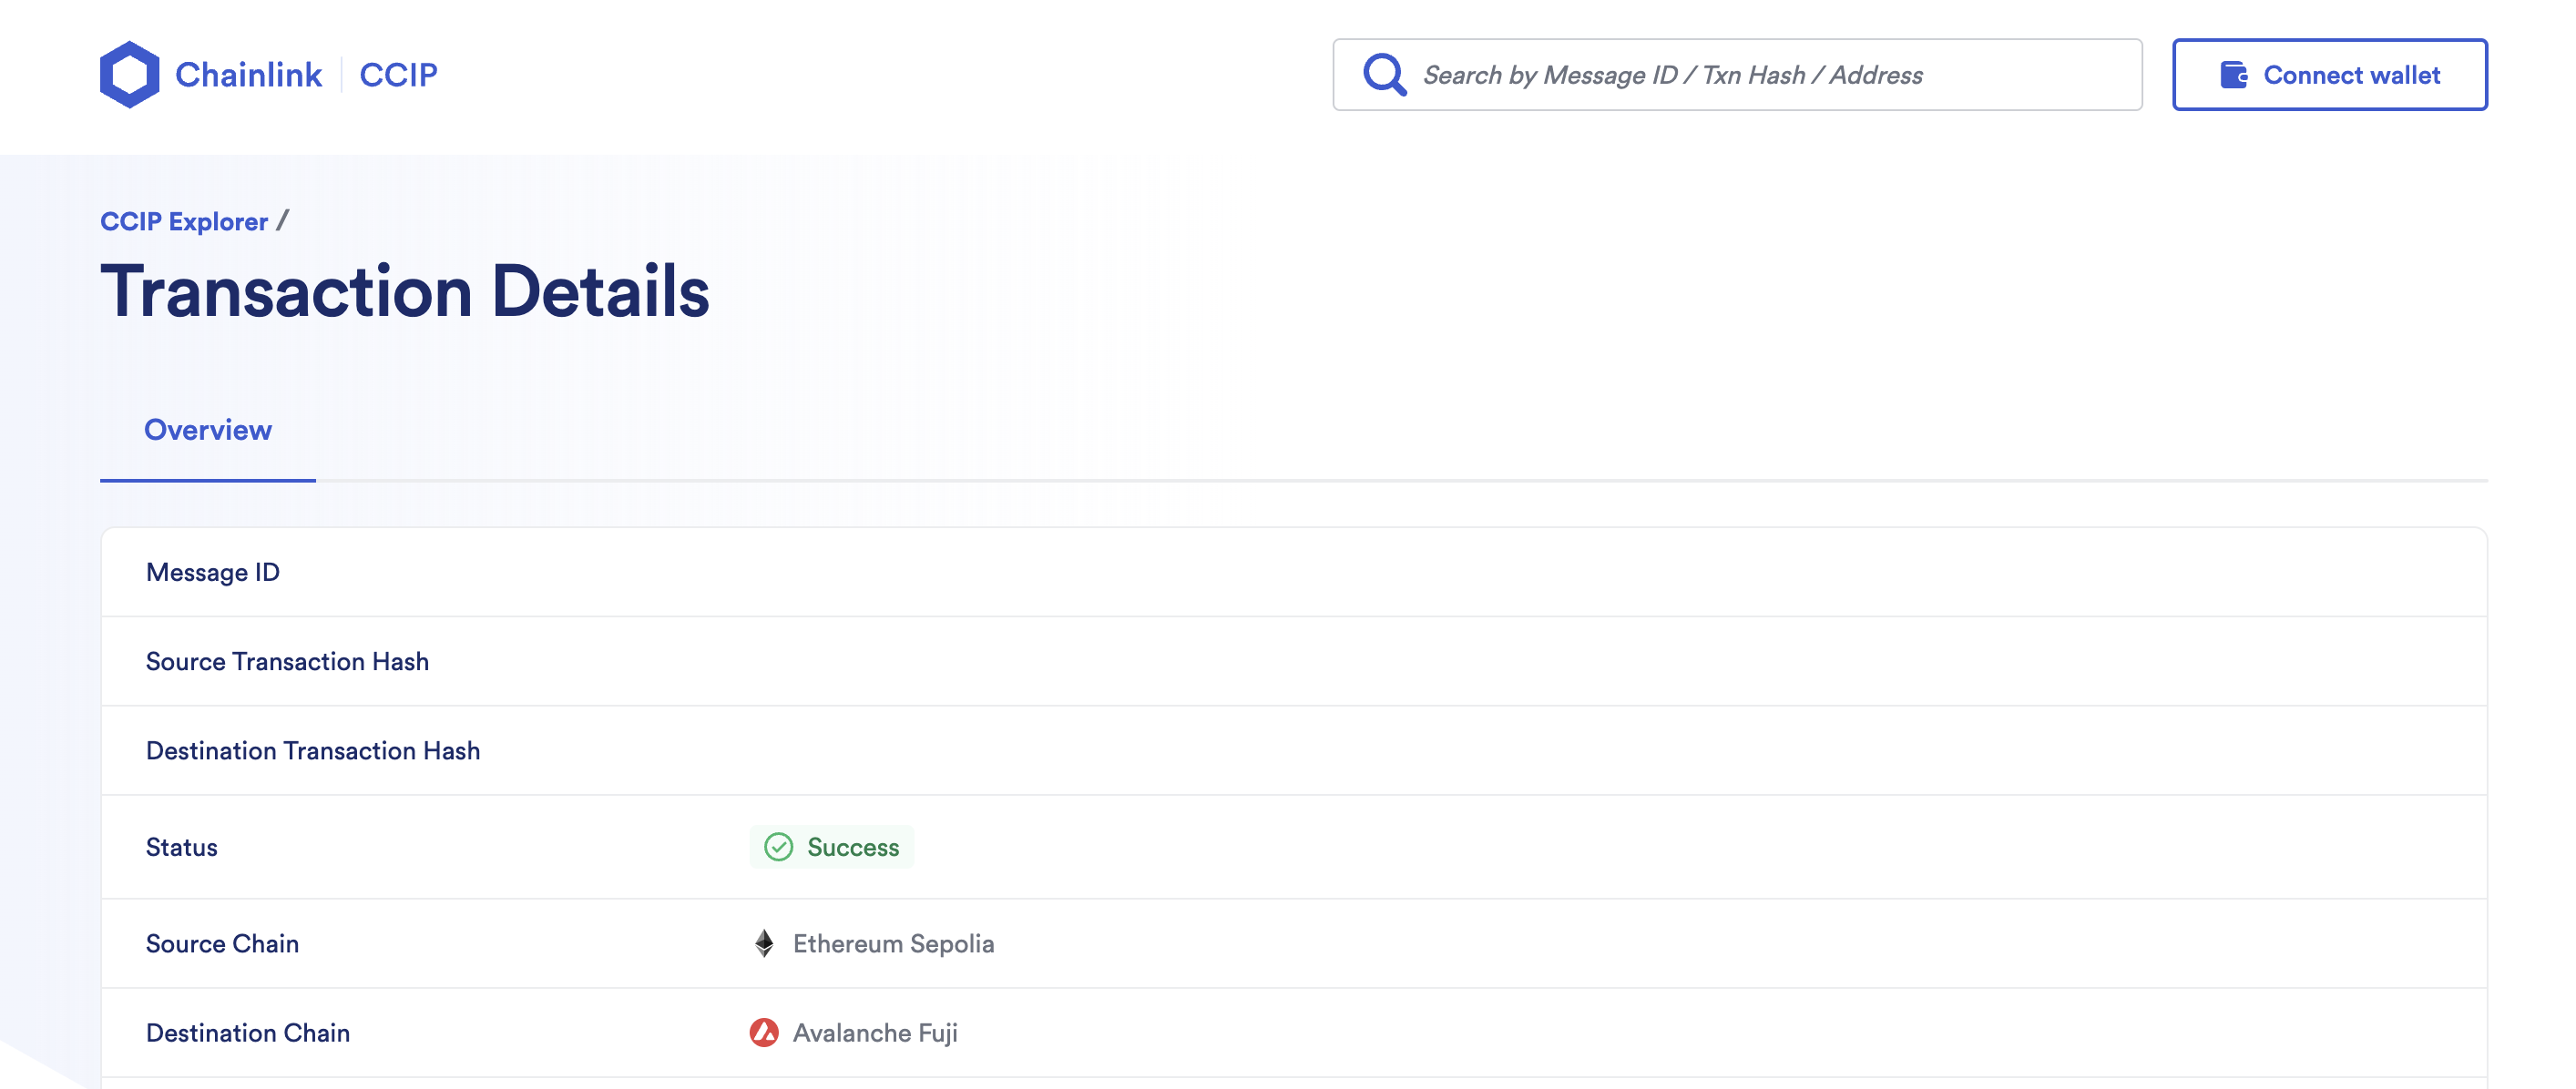 Chainlink CCIP
Search by Message ID / Txn Hash / Address
Connect wallet
CCIP Explorer /
Transaction Details
Overview
Message ID
Source Transaction Hash
Destination Transaction Hash
Status Success
Source Chain Ethereum Sepolia
Destination Chain Avalanche Fuji